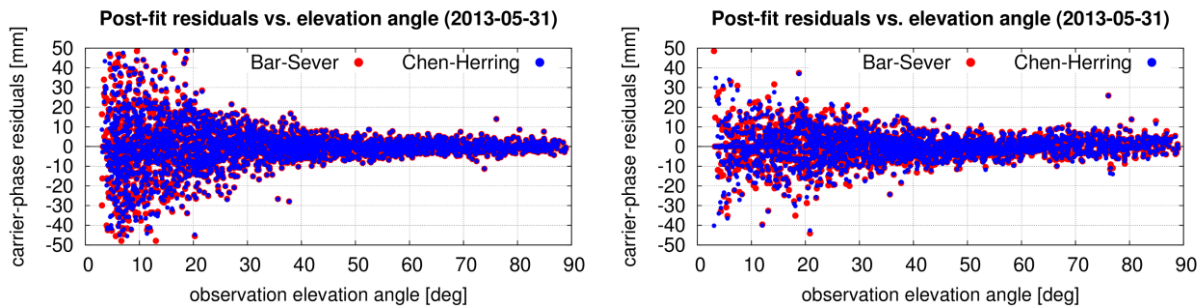 Post-fit residuals vs. elevation angle (2013-05-31)
50
40
30
20
10
0
-10
-20
-30
-40
-50
carrier-phase residuals [mm]
Bar-Sever
Chen-Herring
0 10 20 30 40 50 60 70 80 90
observation elevation angle [deg]
Post-fit residuals vs. elevation angle (2013-05-31)
50
40
30
20
10
0
-10
-20
-30
-40
-50
carrier-phase residuals [mm]
Bar-Sever
Chen-Herring
0 10 20 30 40 50 60 70 80 90
observation elevation angle [deg]